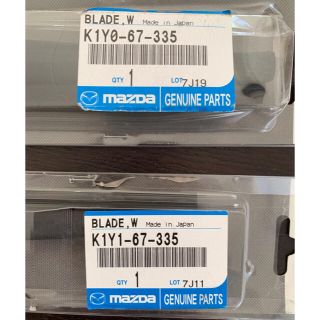 BLADE,W Made in Japan
K1Y0-67-335
QTY LOT
1 7J19
mazda GENUINE PARTS
BLADE,W Made in Japan
K1Y1-67-335
QTY LOT
1 7J11
mazda GENUINE PARTS